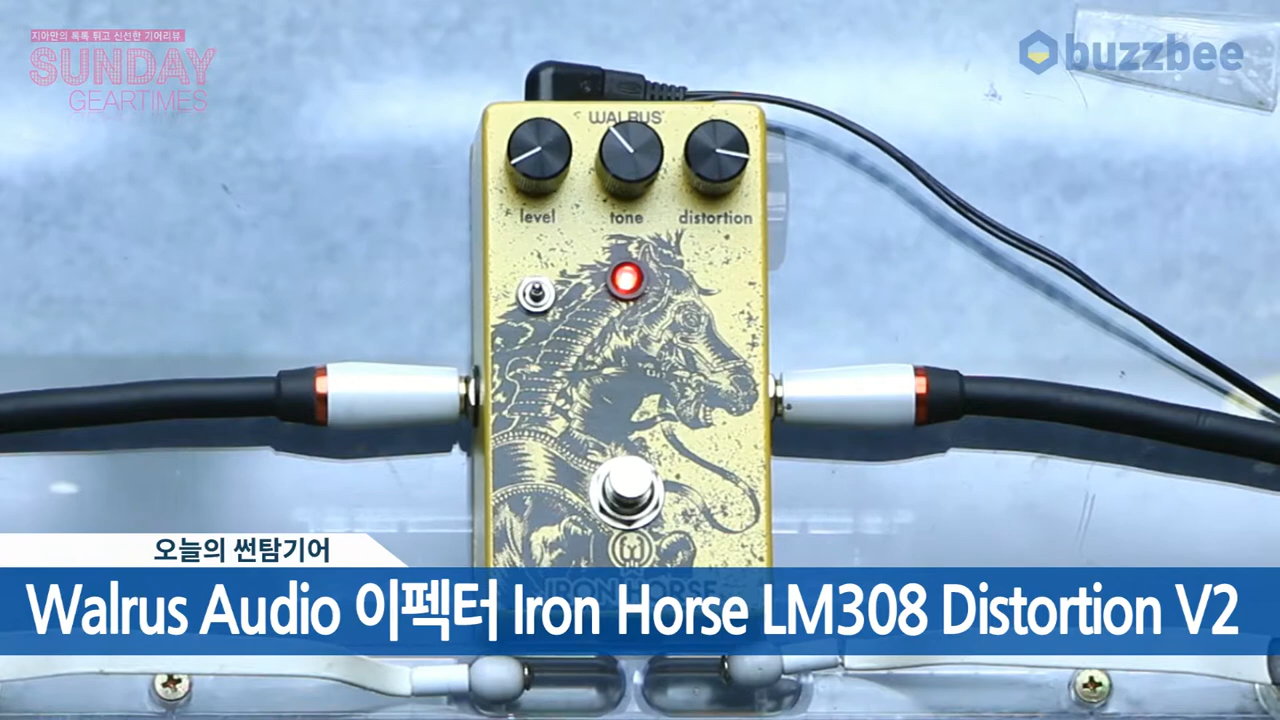 지아만의 톡톡 튀고 신선한 기어리뷰
SUNDAY
GEARTIMES
buzzbee
WALRUS
level
tone
distortion
IRON HORSE
오늘의 썬탐기어
Walrus Audio 이펙터 Iron Horse LM308 Distortion V2